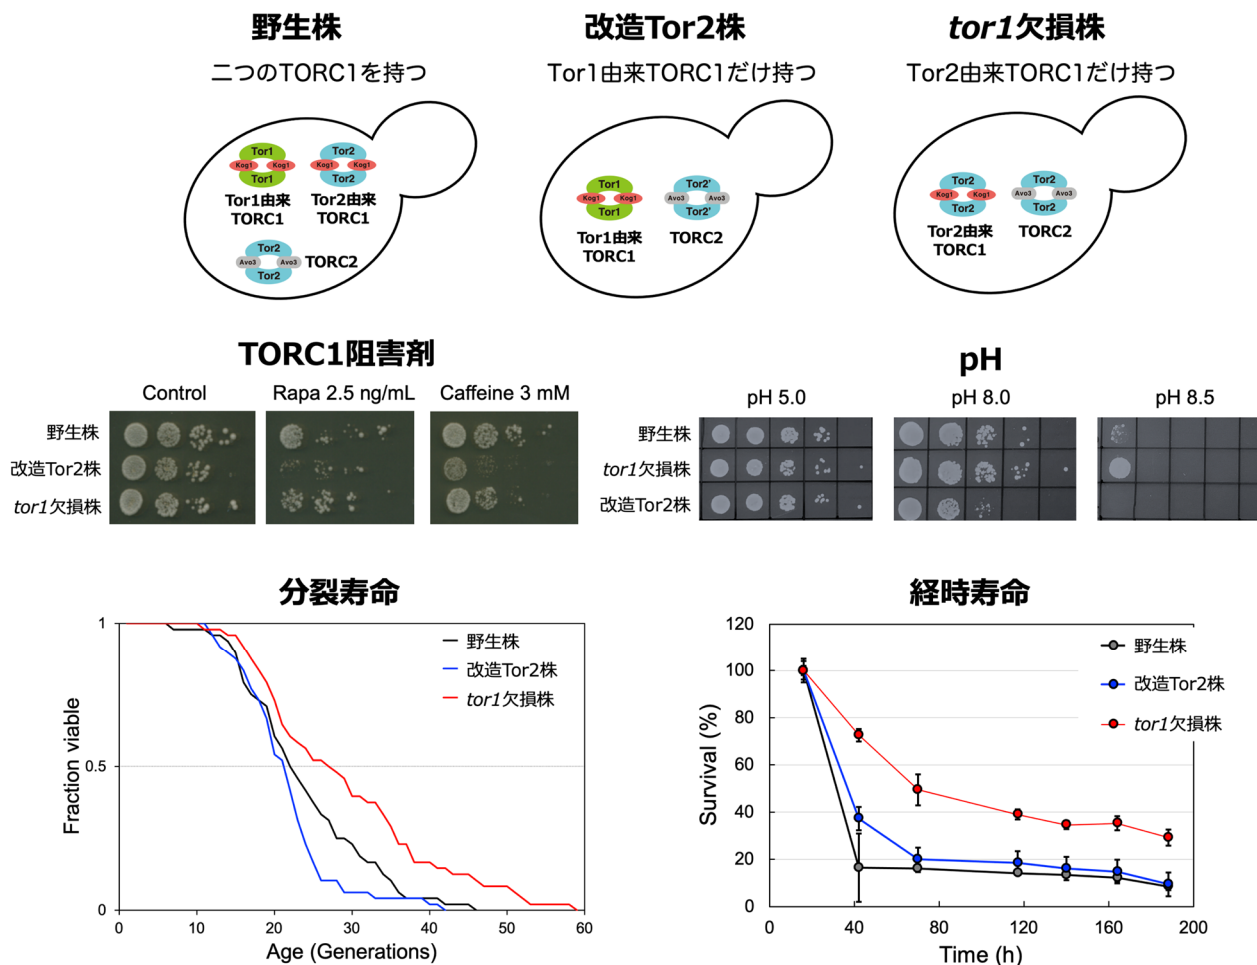 野生株
二つのTORC1を持つ
Tor1
Kog1 Kog1
Tor1
Tor1由来
TORC1
Tor2
Kog1 Kog1
Tor2
Tor2由来
TORC1
Tor2
Avo3 Avo3
Tor2
TORC2
改造Tor2株
Tor1由来TORC1だけ持つ
Tor1
Kog1 Kog1
Tor1
Tor1由来
TORC1
Tor2'
Avo3 Avo3
Tor2'
TORC2
tor1欠損株
Tor2由来TORC1だけ持つ
Tor2
Kog1 Kog1
Tor2
Tor2由来
TORC1
Tor2
Avo3 Avo3
Tor2
TORC2
TORC1阻害剤
Control Rapa 2.5 ng/mL Caffeine 3 mM
野生株
改造Tor2株
tor1欠損株
pH
pH 5.0 pH 8.0 pH 8.5
野生株
tor1欠損株
改造Tor2株
分裂寿命
Fraction viable
1
0.5
0
野生株
改造Tor2株
tor1欠損株
0 10 20 30 40 50 60
Age (Generations)
経時寿命
Survival (%)
120
100
80
60
40
20
0
野生株
改造Tor2株
tor1欠損株
0 40 80 120 160 200
Time (h)